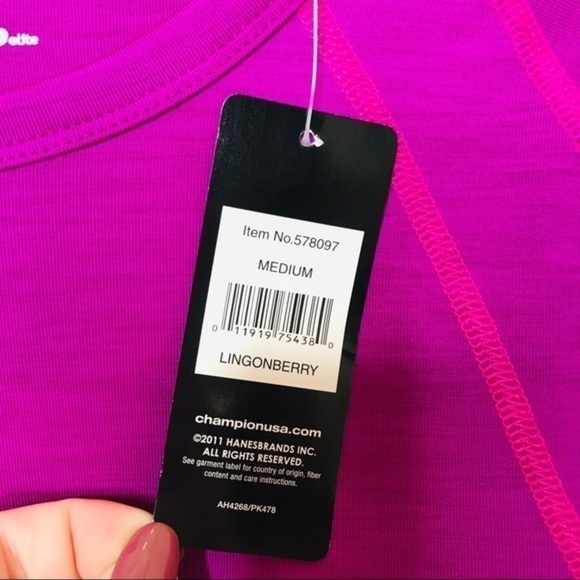 elite
Item No.578097
MEDIUM
0 11919 75438 0
LINGONBERRY
championusa.com
©2011 HANESBRANDS INC.
ALL RIGHTS RESERVED.
See garment label for country of origin, fiber
content and care instructions.
AH4268/PK478